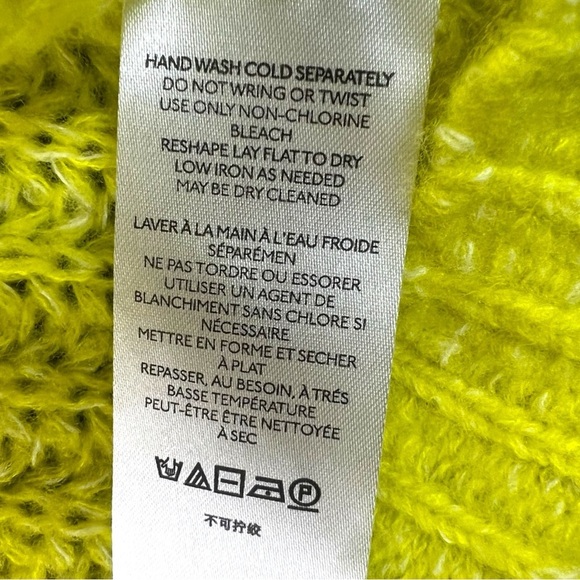 HAND WASH COLD SEPARATELY
DO NOT WRING OR TWIST
USE ONLY NON-CHLORINE
BLEACH
RESHAPE LAY FLAT TO DRY
LOW IRON AS NEEDED
MAY BE DRY CLEANED
LAVER À LA MAIN À L'EAU FROIDE
SÉPARÉMEN
NE PAS TORDRE OU ESSORER
UTILISER UN AGENT DE
BLANCHIMENT SANS CHLORE SI
NÉCESSAIRE
METTRE EN FORME ET SECHER
À PLAT
REPASSER, AU BESOIN, À TRÉS
BASSE TEMPÉRATURE
PEUT-ÊTRE ÊTRE NETTOYÉE
À SEC
P
不可拧绞